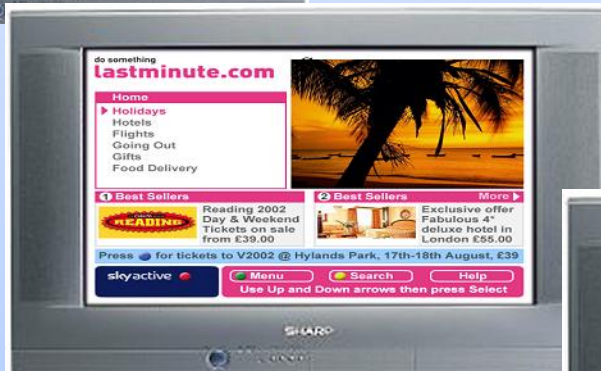 do something
lastminute.com
Home
Holidays
Hotels
Flights
Going Out
Gifts
Food Delivery
1 Best Sellers
READING
Reading 2002
Day & Weekend
Tickets on sale
from £39.00
2 Best Sellers More
Exclusive offer
Fabulous 4*
deluxe hotel in
London £55.00
Press for tickets to V2002 @ Hylands Park, 17th-18th August, £39
skyactive
Menu Search Help
Use Up and Down arrows then press Select
SHARP